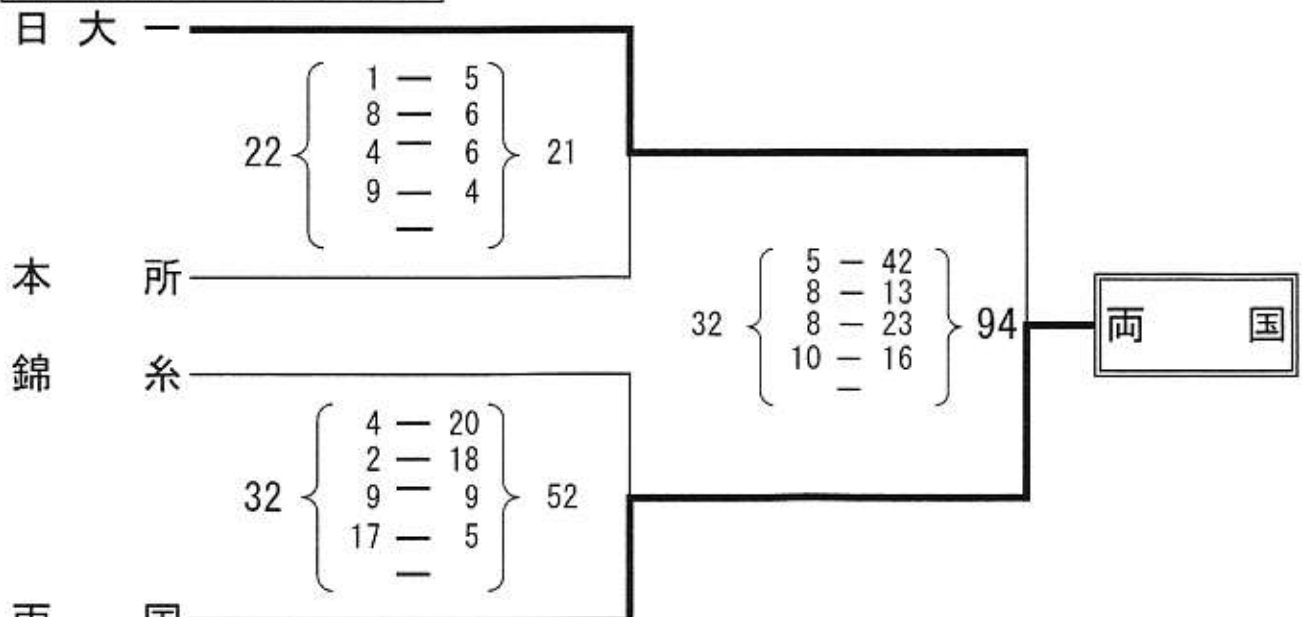 日大一
1 — 5
8 — 6
22 4 — 6 21
9 — 4
—
本所
5 — 42
8 — 13
32 8 — 23 94
10 — 16
—
両国
錦糸
4 — 20
2 — 18
32 9 — 9 52
17 — 5
—
両国